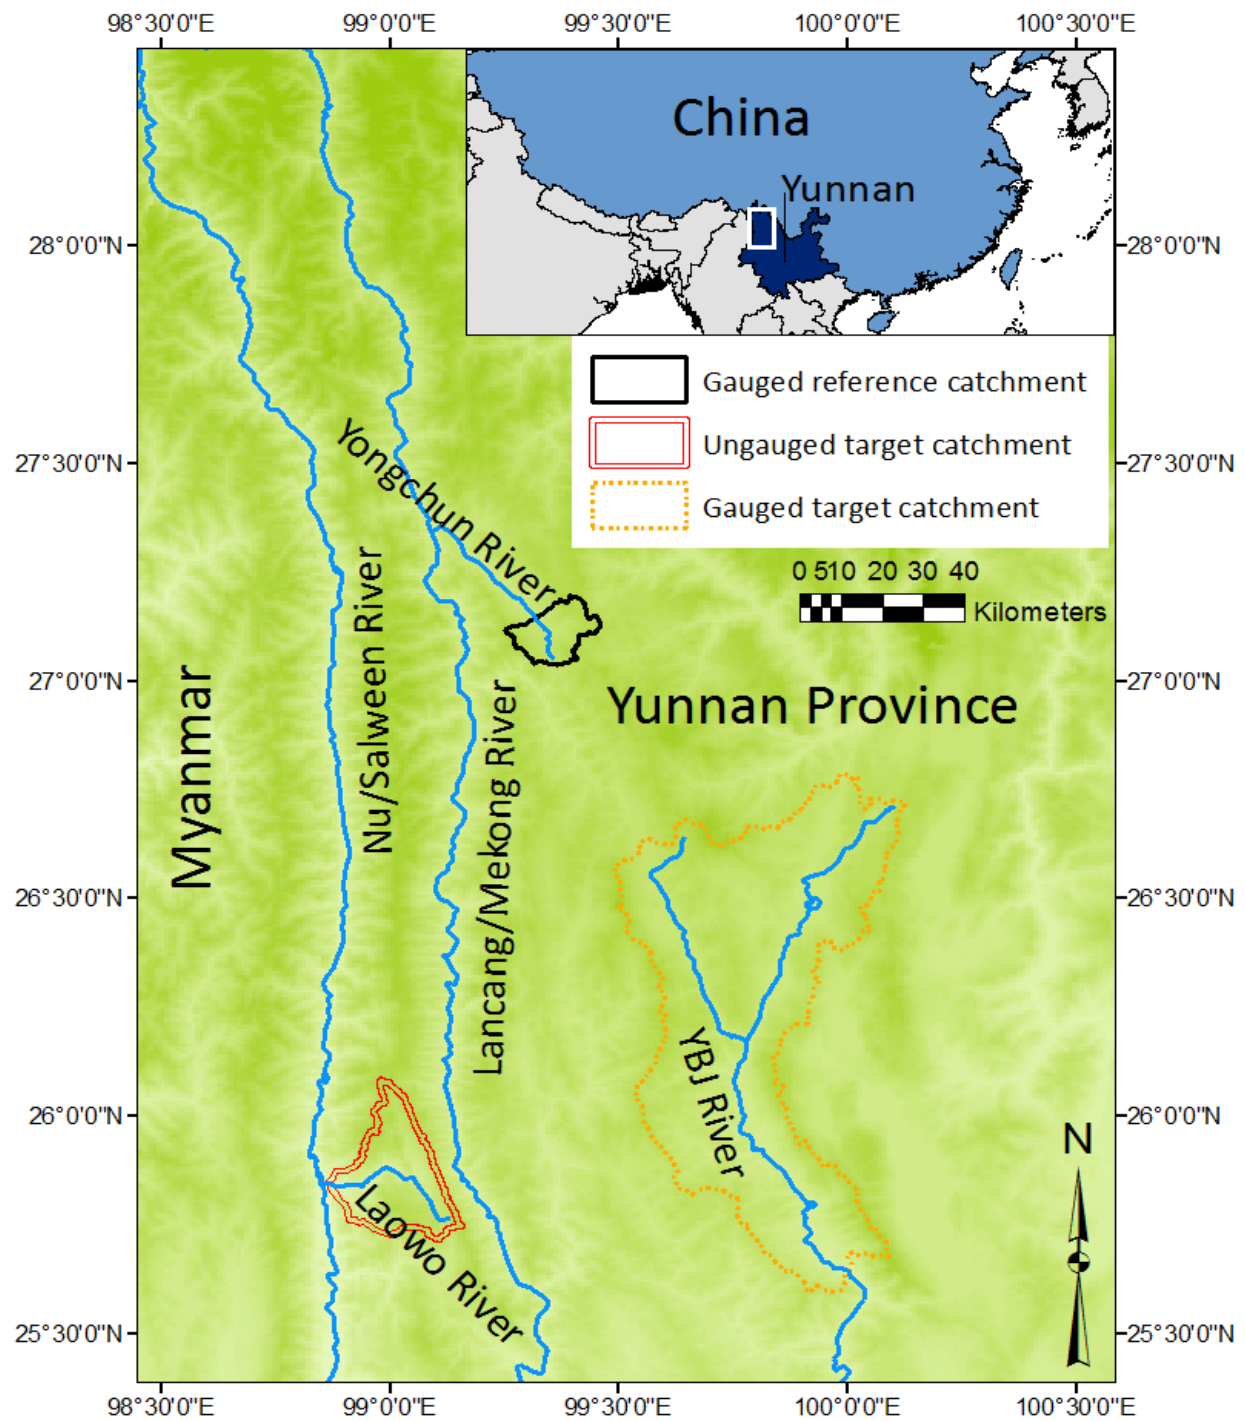 98°30'0"E 99°0'0"E 99°30'0"E 100°0'0"E 100°30'0"E
China
Yunnan
28°0'0"N
28°0'0"N
Gauged reference catchment
Ungauged target catchment
Gauged target catchment
27°30'0"N
27°30'0"N
Yongchun River
0 510 20 30 40
Kilometers
Nu/Salween River
Myanmar
Lancang/Mekong River
Yunnan Province
27°0'0"N
27°0'0"N
26°30'0"N
26°30'0"N
YBJ River
26°0'0"N
26°0'0"N
N
Laowo River
25°30'0"N
25°30'0"N
98°30'0"E 99°0'0"E 99°30'0"E 100°0'0"E 100°30'0"E